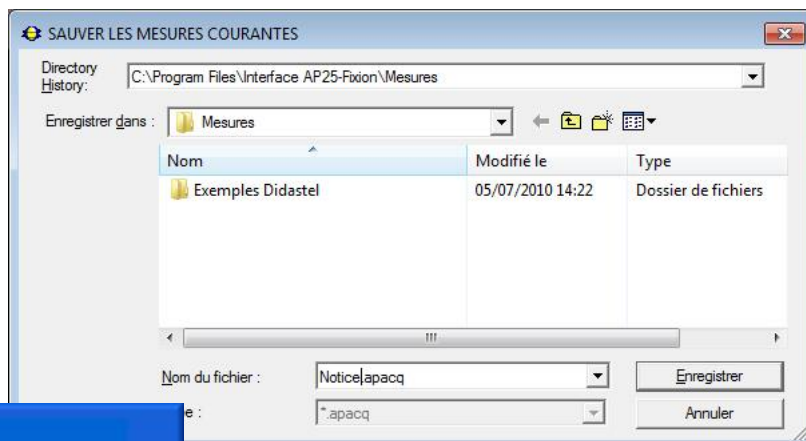 SAUVER LES MESURES COURANTES
Directory History: C:\Program Files\Interface AP25-Fixion\Mesures
Enregistrer dans : Mesures
Nom Modifié le Type
Exemples Didastel 05/07/2010 14:22 Dossier de fichiers
Nom du fichier : Notice.apacq Enregistrer
e : *.apacq Annuler